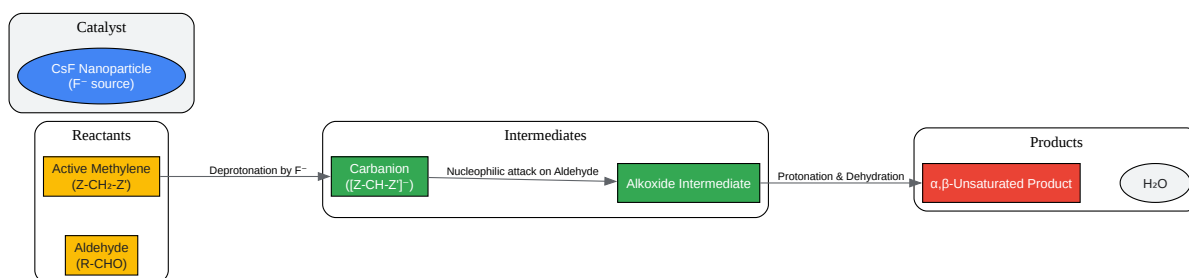 Catalyst
CsF Nanoparticle
(F⁻ source)
Reactants
Active Methylene
(Z-CH₂-Z')
Aldehyde
(R-CHO)
Deprotonation by F⁻
Intermediates
Carbanion
([Z-CH-Z']⁻)
Nucleophilic attack on Aldehyde
Alkoxide Intermediate
Protonation & Dehydration
Products
α,β-Unsaturated Product
H₂O